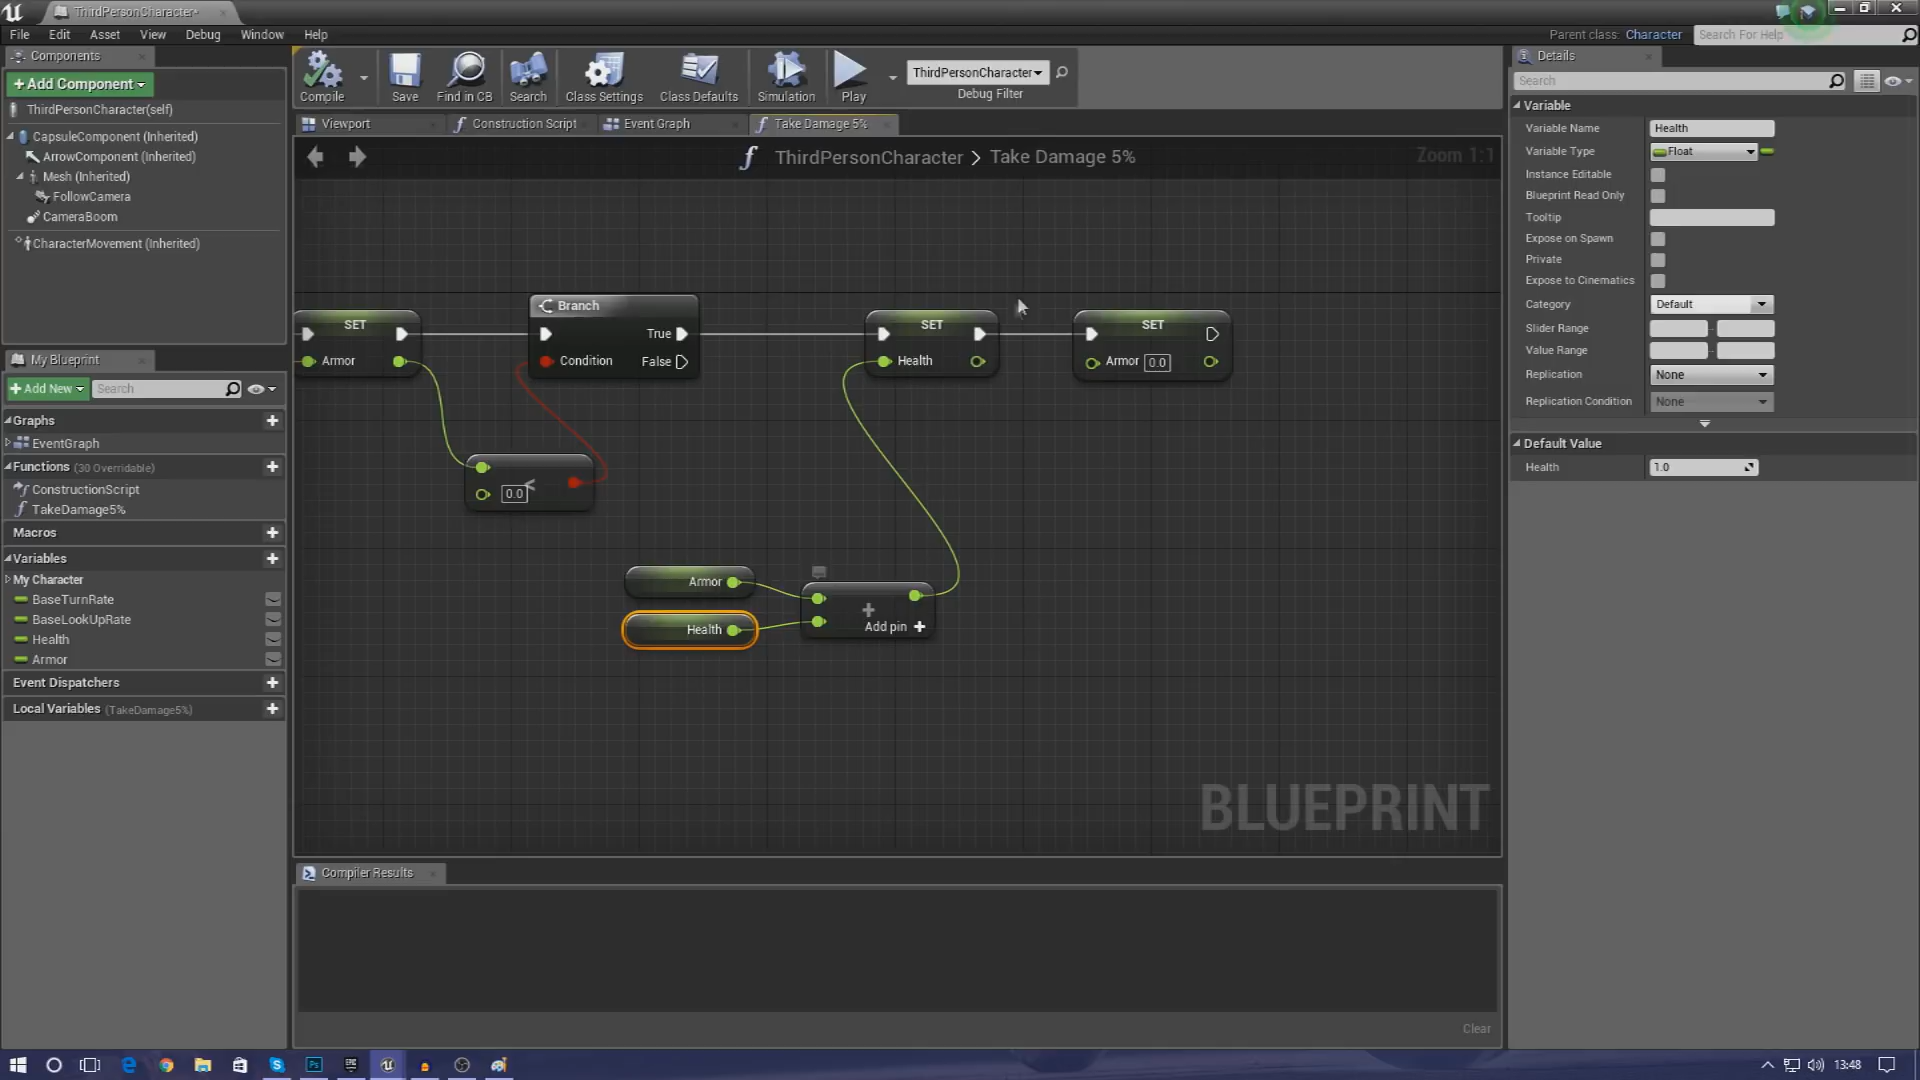 ThirdPersonCharacter*
File Edit Asset View Debug Window Help
Parent class: Character
Search For Help
Components
+Add Component
ThirdPersonCharacter(self)
CapsuleComponent (Inherited)
ArrowComponent (Inherited)
Mesh (Inherited)
FollowCamera
CameraBoom
CharacterMovement (Inherited)
My Blueprint
+Add New
Search
Graphs
EventGraph
Functions (30 Overridable)
ConstructionScript
TakeDamage5%
Macros
Variables
My Character
BaseTurnRate
BaseLookUpRate
Health
Armor
Event Dispatchers
Local Variables (TakeDamage5%)
Compile
Save
Find in CB
Search
Class Settings
Class Defaults
Simulation
Play
ThirdPersonCharacter
Debug Filter
Viewport
Construction Script
Event Graph
Take Damage 5%
ThirdPersonCharacter > Take Damage 5%
Zoom 1:1
SET
Armor
Branch
True
Condition
False
SET
Health
SET
Armor 0.0
0.0
<
Armor
Health
+
Add pin +
BLUEPRINT
Compiler Results
Clear
Details
Search
Variable
Variable Name Health
Variable Type Float
Instance Editable
Blueprint Read Only
Tooltip
Expose on Spawn
Private
Expose to Cinematics
Category Default
Slider Range
Value Range
Replication None
Replication Condition None
Default Value
Health 1.0
Ps
EPIC
13:48